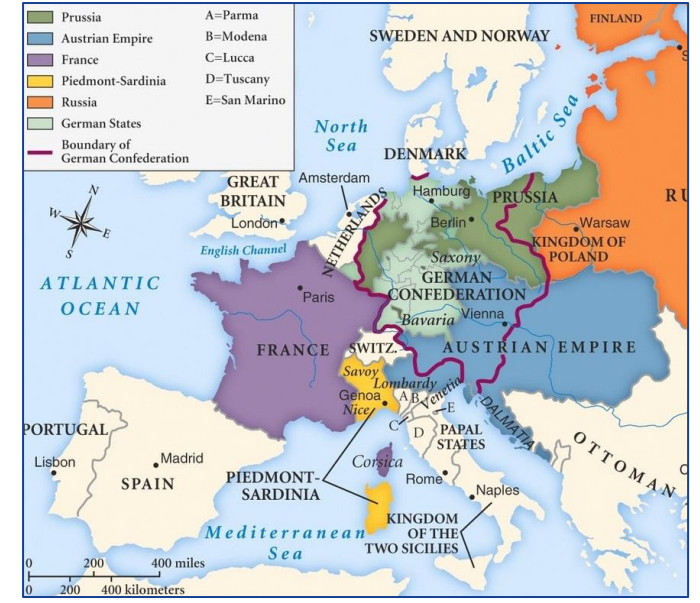 Prussia
Austrian Empire
France
Piedmont-Sardinia
Russia
German States
Boundary of
German Confederation
A=Parma
B=Modena
C=Lucca
D=Tuscany
E=San Marino
FINLAND
SWEDEN AND NORWAY
North
Sea
Baltic Sea
DENMARK
Amsterdam
Hamburg
PRUSSIA
GREAT
BRITAIN
London
NETHERLANDS
Berlin
Warsaw
KINGDOM OF
POLAND
RU
S
N
W
E
S
English Channel
Saxony
GERMAN
CONFEDERATION
ATLANTIC
OCEAN
Paris
Bavaria
Vienna
FRANCE
SWITZ.
AUSTRIAN EMPIRE
Savoy
Lombardy
Venetia
Genoa
Nice
A
B
C
D
E
DALMATIA
PAPAL
STATES
OTTOMAN
C
PORTUGAL
Lisbon
Madrid
SPAIN
Corsica
PIEDMONT-
SARDINIA
Rome
Naples
KINGDOM
OF THE
TWO SICILIES
Mediterranean
Sea
0 200 400 miles
0 200 400 kilometers